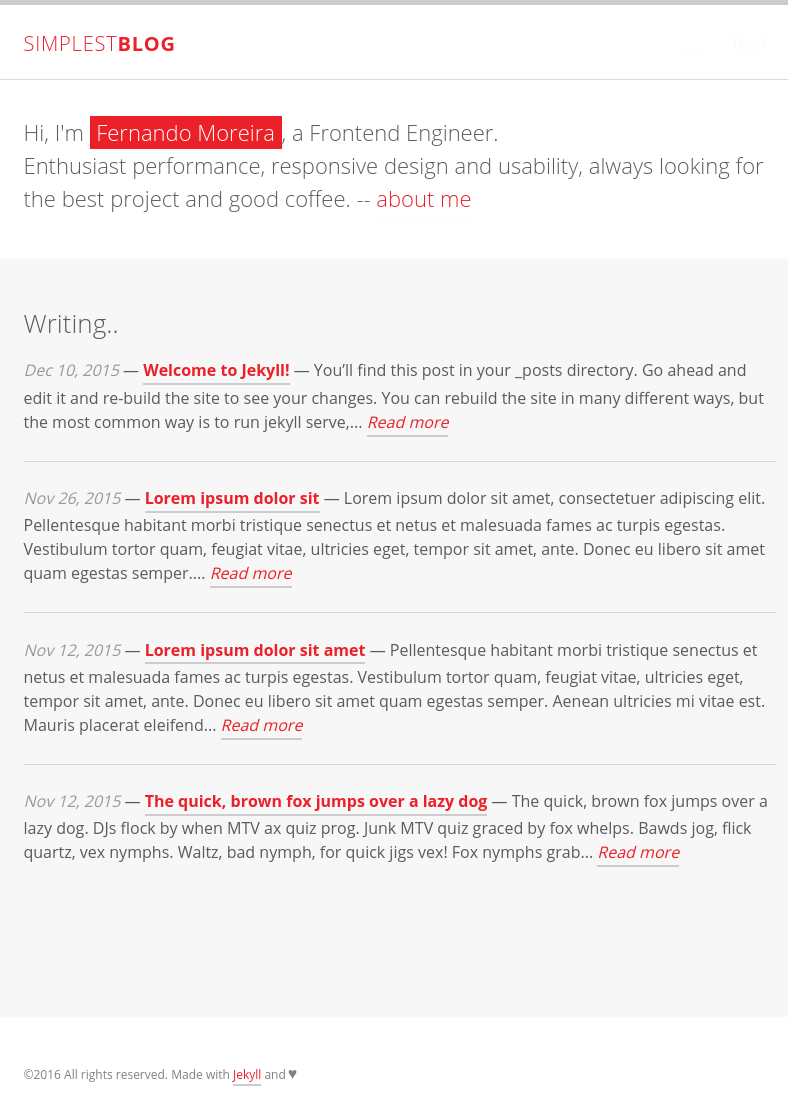 SIMPLESTBLOG
Hi, I'm Fernando Moreira , a Frontend Engineer.
Enthusiast performance, responsive design and usability, always looking for
the best project and good coffee. -- about me
Writing..
Dec 10, 2015 — Welcome to Jekyll! — You’ll find this post in your _posts directory. Go ahead and
edit it and re-build the site to see your changes. You can rebuild the site in many different ways, but
the most common way is to run jekyll serve,... Read more
Nov 26, 2015 — Lorem ipsum dolor sit — Lorem ipsum dolor sit amet, consectetuer adipiscing elit.
Pellentesque habitant morbi tristique senectus et netus et malesuada fames ac turpis egestas.
Vestibulum tortor quam, feugiat vitae, ultricies eget, tempor sit amet, ante. Donec eu libero sit amet
quam egestas semper.... Read more
Nov 12, 2015 — Lorem ipsum dolor sit amet — Pellentesque habitant morbi tristique senectus et
netus et malesuada fames ac turpis egestas. Vestibulum tortor quam, feugiat vitae, ultricies eget,
tempor sit amet, ante. Donec eu libero sit amet quam egestas semper. Aenean ultricies mi vitae est.
Mauris placerat eleifend... Read more
Nov 12, 2015 — The quick, brown fox jumps over a lazy dog — The quick, brown fox jumps over a
lazy dog. DJs flock by when MTV ax quiz prog. Junk MTV quiz graced by fox whelps. Bawds jog, flick
quartz, vex nymphs. Waltz, bad nymph, for quick jigs vex! Fox nymphs grab... Read more
©2016 All rights reserved. Made with Jekyll and ♥